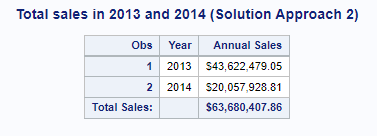 Total sales in 2013 and 2014 (Solution Approach 2)
Obs Year Annual Sales
1 2013 $43,622,479.05
2 2014 $20,057,928.81
Total Sales: $63,680,407.86